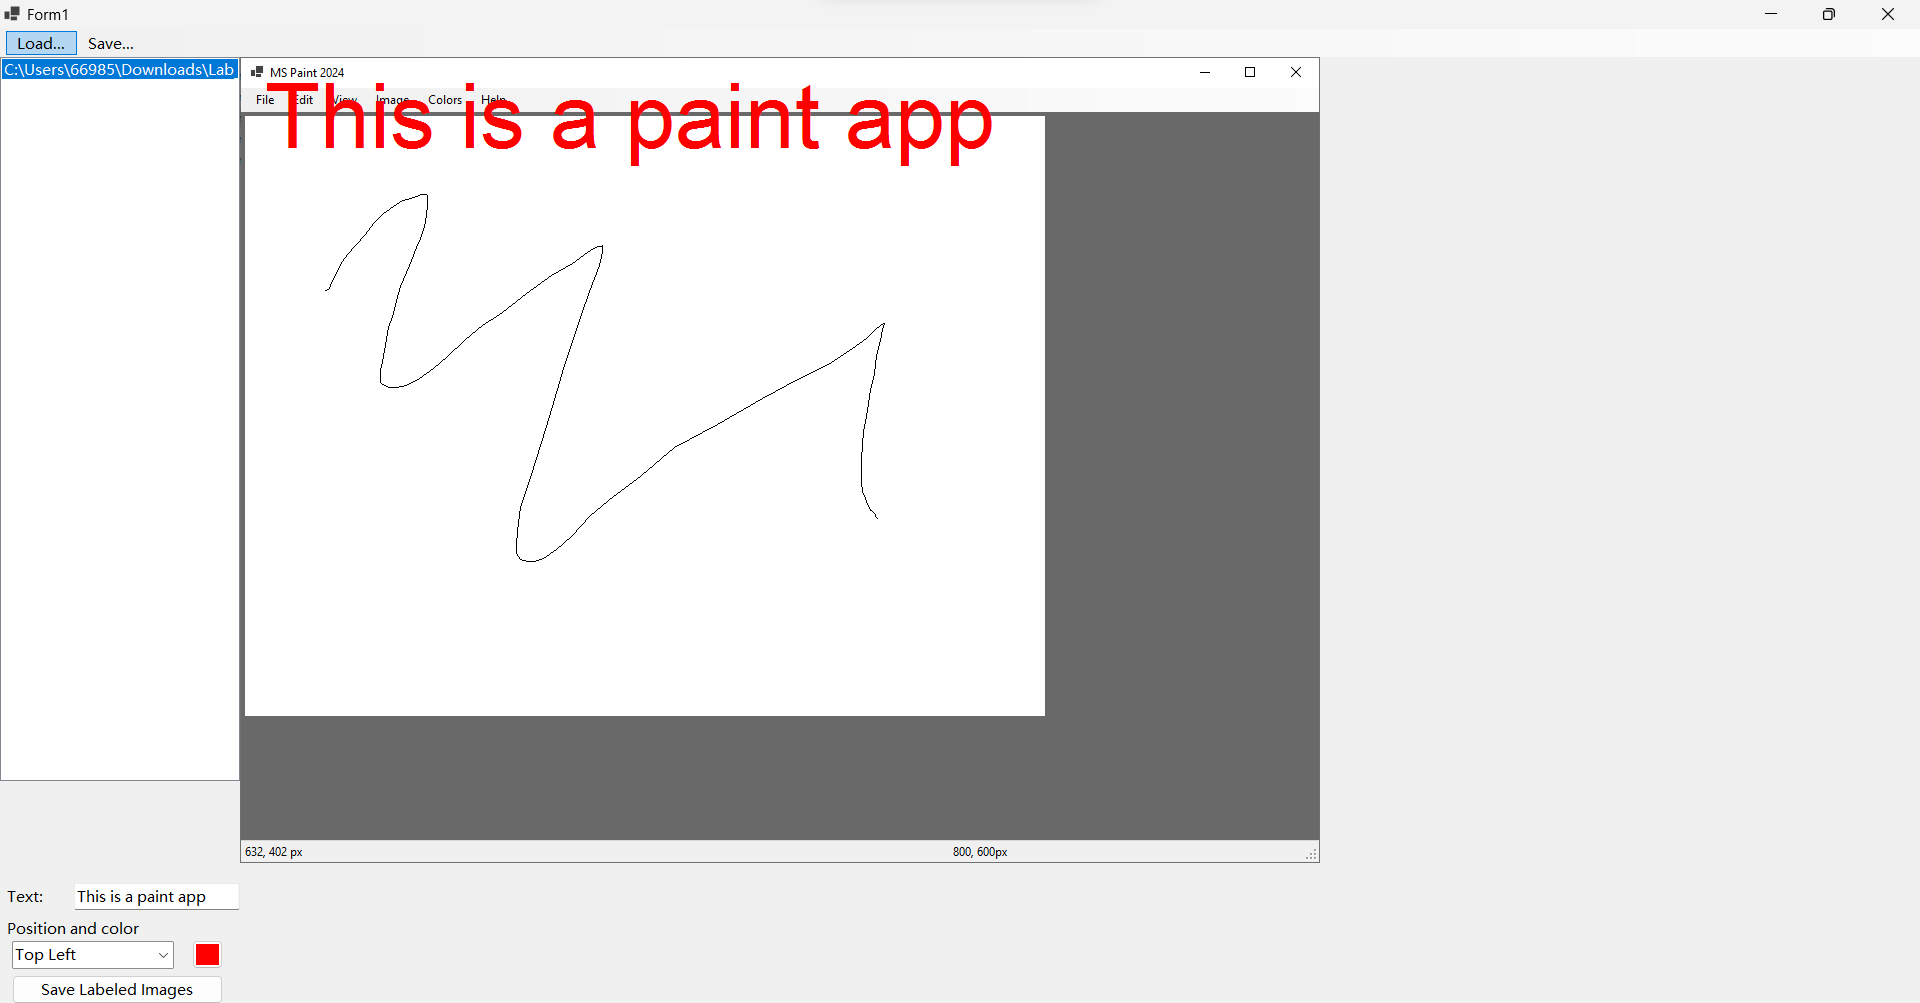 Form1
Load... Save...
C:\Users\66985\Downloads\Lab
MS Paint 2024
File Edit View Image Colors Help
This is a paint app
632, 402 px 800, 600px
Text: This is a paint app
Position and color
Top Left
Save Labeled Images